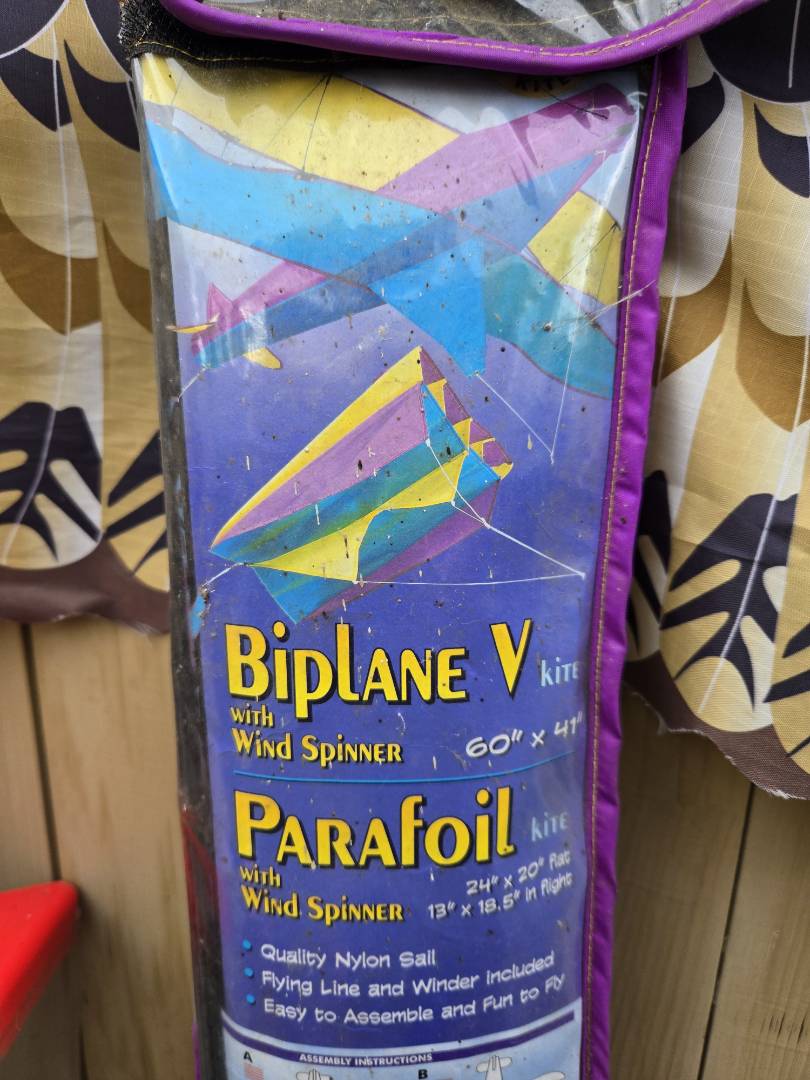 KITE
Biplane V kite
with
Wind Spinner 60" x 41"
Parafoil kite
with 24" x 20" flat
Wind Spinner 13" x 18.5" in flight
• Quality Nylon Sail
• Flying Line and Winder included
• Easy to Assemble and Fun to Fly
ASSEMBLY INSTRUCTIONS
A B